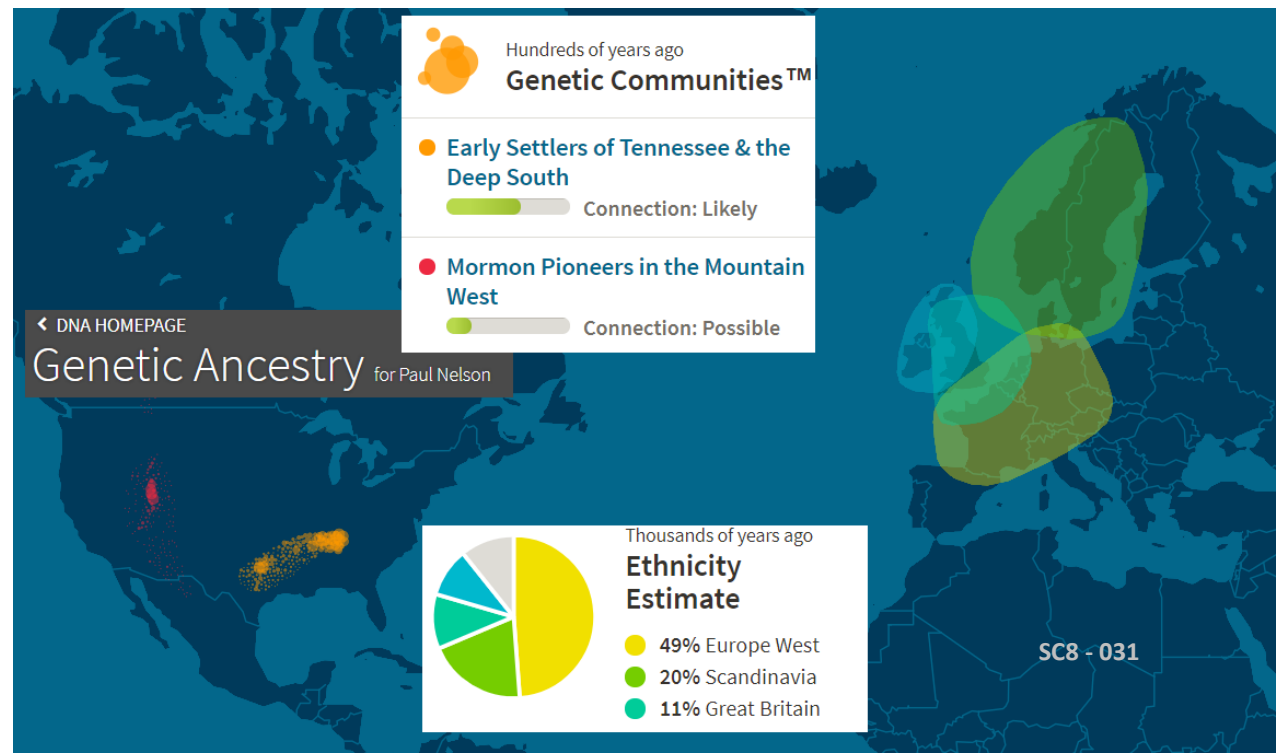 Hundreds of years ago
Genetic Communities™
Early Settlers of Tennessee & the
Deep South
Connection: Likely
Mormon Pioneers in the Mountain
West
Connection: Possible
DNA HOMEPAGE
Genetic Ancestry for Paul Nelson
Thousands of years ago
Ethnicity
Estimate
49% Europe West
20% Scandinavia
11% Great Britain
SC8 - 031